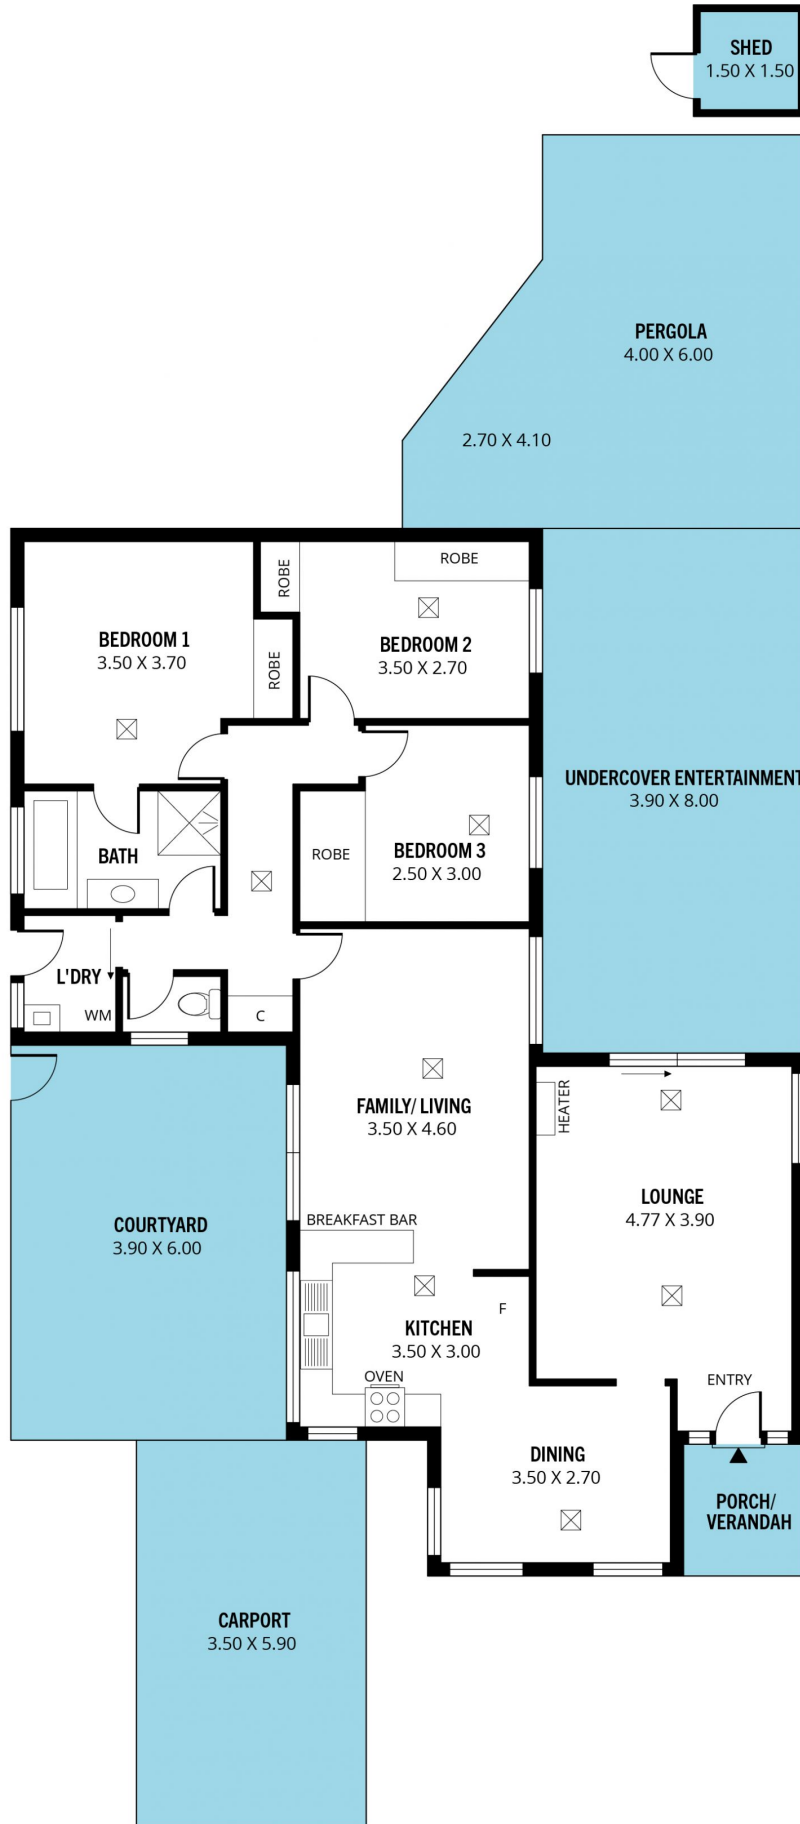 SHED
1.50 X 1.50
PERGOLA
4.00 X 6.00
2.70 X 4.10
ROBE
ROBE
BEDROOM 1
3.50 X 3.70
ROBE
BEDROOM 2
3.50 X 2.70
UNDERCOVER ENTERTAINMENT
3.90 X 8.00
BATH
ROBE
BEDROOM 3
2.50 X 3.00
L'DRY
WM
C
FAMILY/ LIVING
3.50 X 4.60
HEATER
LOUNGE
4.77 X 3.90
COURTYARD
3.90 X 6.00
BREAKFAST BAR
F
KITCHEN
3.50 X 3.00
OVEN
ENTRY
DINING
3.50 X 2.70
PORCH/
VERANDAH
CARPORT
3.50 X 5.90